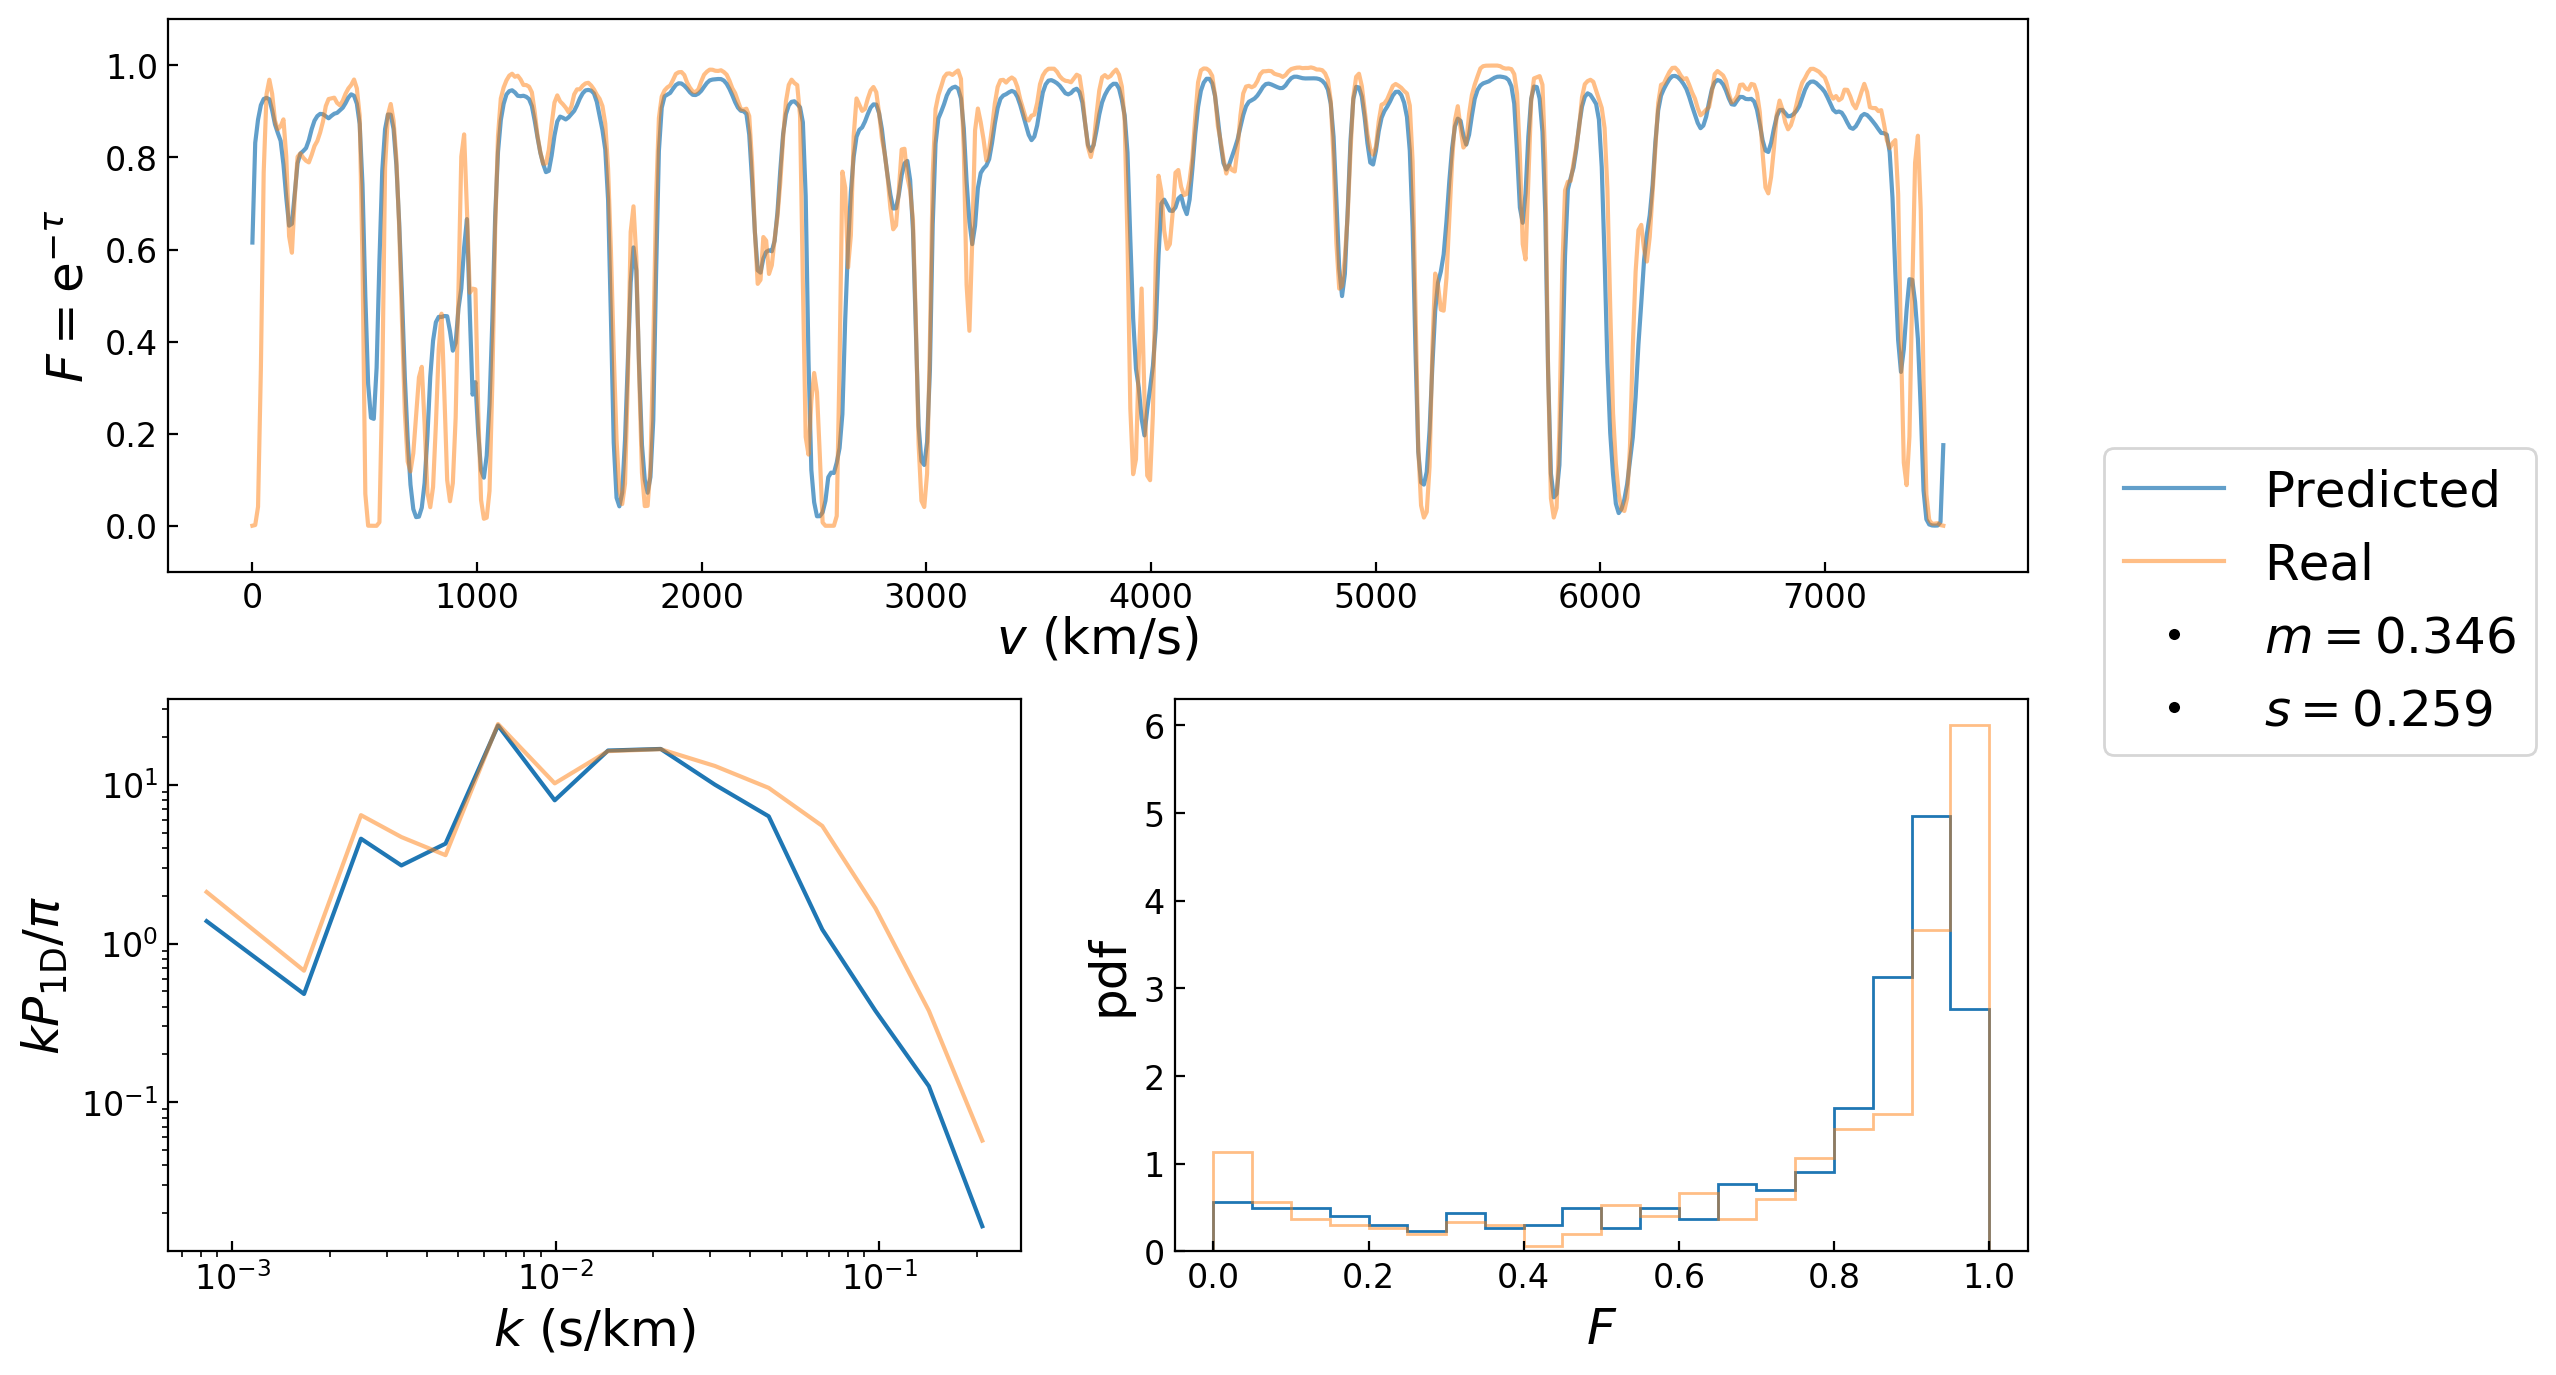 F = e^{−τ}
1.0
0.8
0.6
0.4
0.2
0.0
0 1000 2000 3000 4000 5000 6000 7000
v (km/s)
Predicted
Real
m = 0.346
s = 0.259
kP_{1D}/π
10^1
10^0
10^{−1}
10^{−3} 10^{−2} 10^{−1}
k (s/km)
pdf
6
5
4
3
2
1
0
0.0 0.2 0.4 0.6 0.8 1.0
F